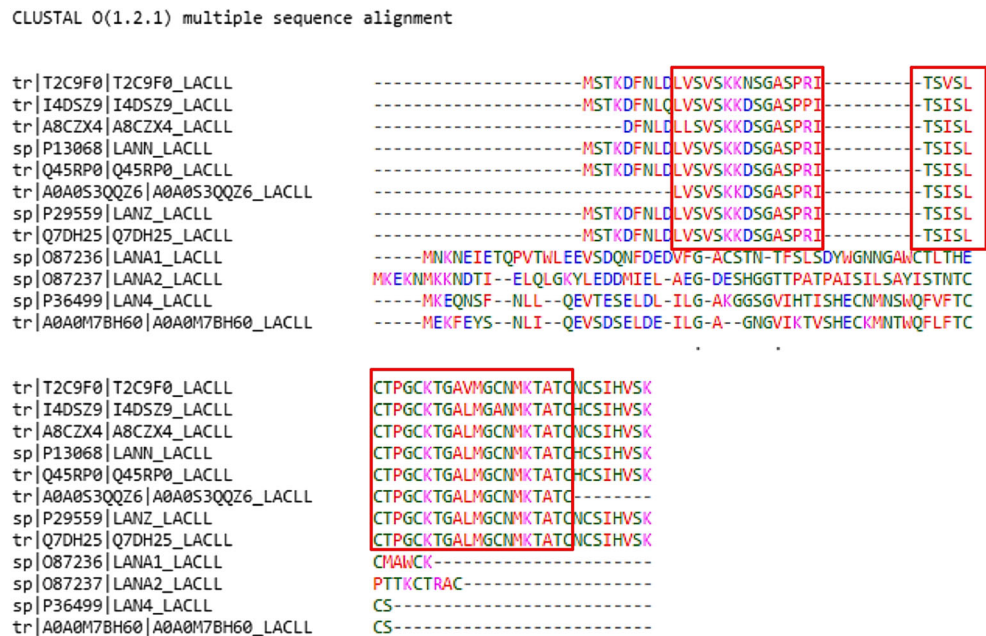 CLUSTAL O(1.2.1) multiple sequence alignment
tr|T2C9F0|T2C9F0_LACLL ---------------------MSTKDFNLDLVSVSKKNSGASPRI----------TSVSL
tr|I4DSZ9|I4DSZ9_LACLL ---------------------MSTKDFNLQLVSVSKKDSGASPPI----------TSISL
tr|A8CZX4|A8CZX4_LACLL -------------------------DFNLDLLSVSKKDSGASPRI----------TSISL
sp|P13068|LANN_LACLL ---------------------MSTKDFNLDLVSVSKKDSGASPRI----------TSISL
tr|Q45RP0|Q45RP0_LACLL ---------------------MSTKDFNLDLVSVSKKDSGASPRI----------TSISL
tr|A0A0S3QQZ6|A0A0S3QQZ6_LACLL ------------------------------LVSVSKKDSGASPRI----------TSISL
sp|P29559|LANZ_LACLL ---------------------MSTKDFNLDLVSVSKKDSGASPRI----------TSISL
tr|Q7DH25|Q7DH25_LACLL ---------------------MSTKDFNLDLVSVSKKDSGASPRI----------TSISL
sp|O87236|LANA1_LACLL -----MNKNEIETQPVTWLEEVSDQNFDEDVFG-ACSTN-TFSLSDYWGNNGAWCTLTHE
sp|O87237|LANA2_LACLL MKEKNMKKNDTI--ELQLGKYLEDDMIEL-AEG-DESHGGTTPATPAISILSAYISTNTC
sp|P36499|LAN4_LACLL -----MKEQNSF--NLL--QEVTESELDL-ILG-AKGGSGVIHTISHECNMNSWQFVFTC
tr|A0A0M7BH60|A0A0M7BH60_LACLL -----MEKFEYS--NLI--QEVSDSELDE-ILG-A--GNGVIKTVSHECKMNTWQFLFTC
. .
tr|T2C9F0|T2C9F0_LACLL CTPGCKTGAVMGCNMKTATCNCSIHVSK
tr|I4DSZ9|I4DSZ9_LACLL CTPGCKTGALMGANMKTATCHCSIHVSK
tr|A8CZX4|A8CZX4_LACLL CTPGCKTGALMGCNMKTATCNCSIHVSK
sp|P13068|LANN_LACLL CTPGCKTGALMGCNMKTATCHCSIHVSK
tr|Q45RP0|Q45RP0_LACLL CTPGCKTGALMGCNMKTATCHCSIHVSK
tr|A0A0S3QQZ6|A0A0S3QQZ6_LACLL CTPGCKTGALMGCNMKTATC--------
sp|P29559|LANZ_LACLL CTPGCKTGALMGCNMKTATCNCSIHVSK
tr|Q7DH25|Q7DH25_LACLL CTPGCKTGALMGCNMKTATCNCSIHVSK
sp|O87236|LANA1_LACLL CMAWCK----------------------
sp|O87237|LANA2_LACLL PTTKCTRAC-------------------
sp|P36499|LAN4_LACLL CS--------------------------
tr|A0A0M7BH60|A0A0M7BH60_LACLL CS--------------------------